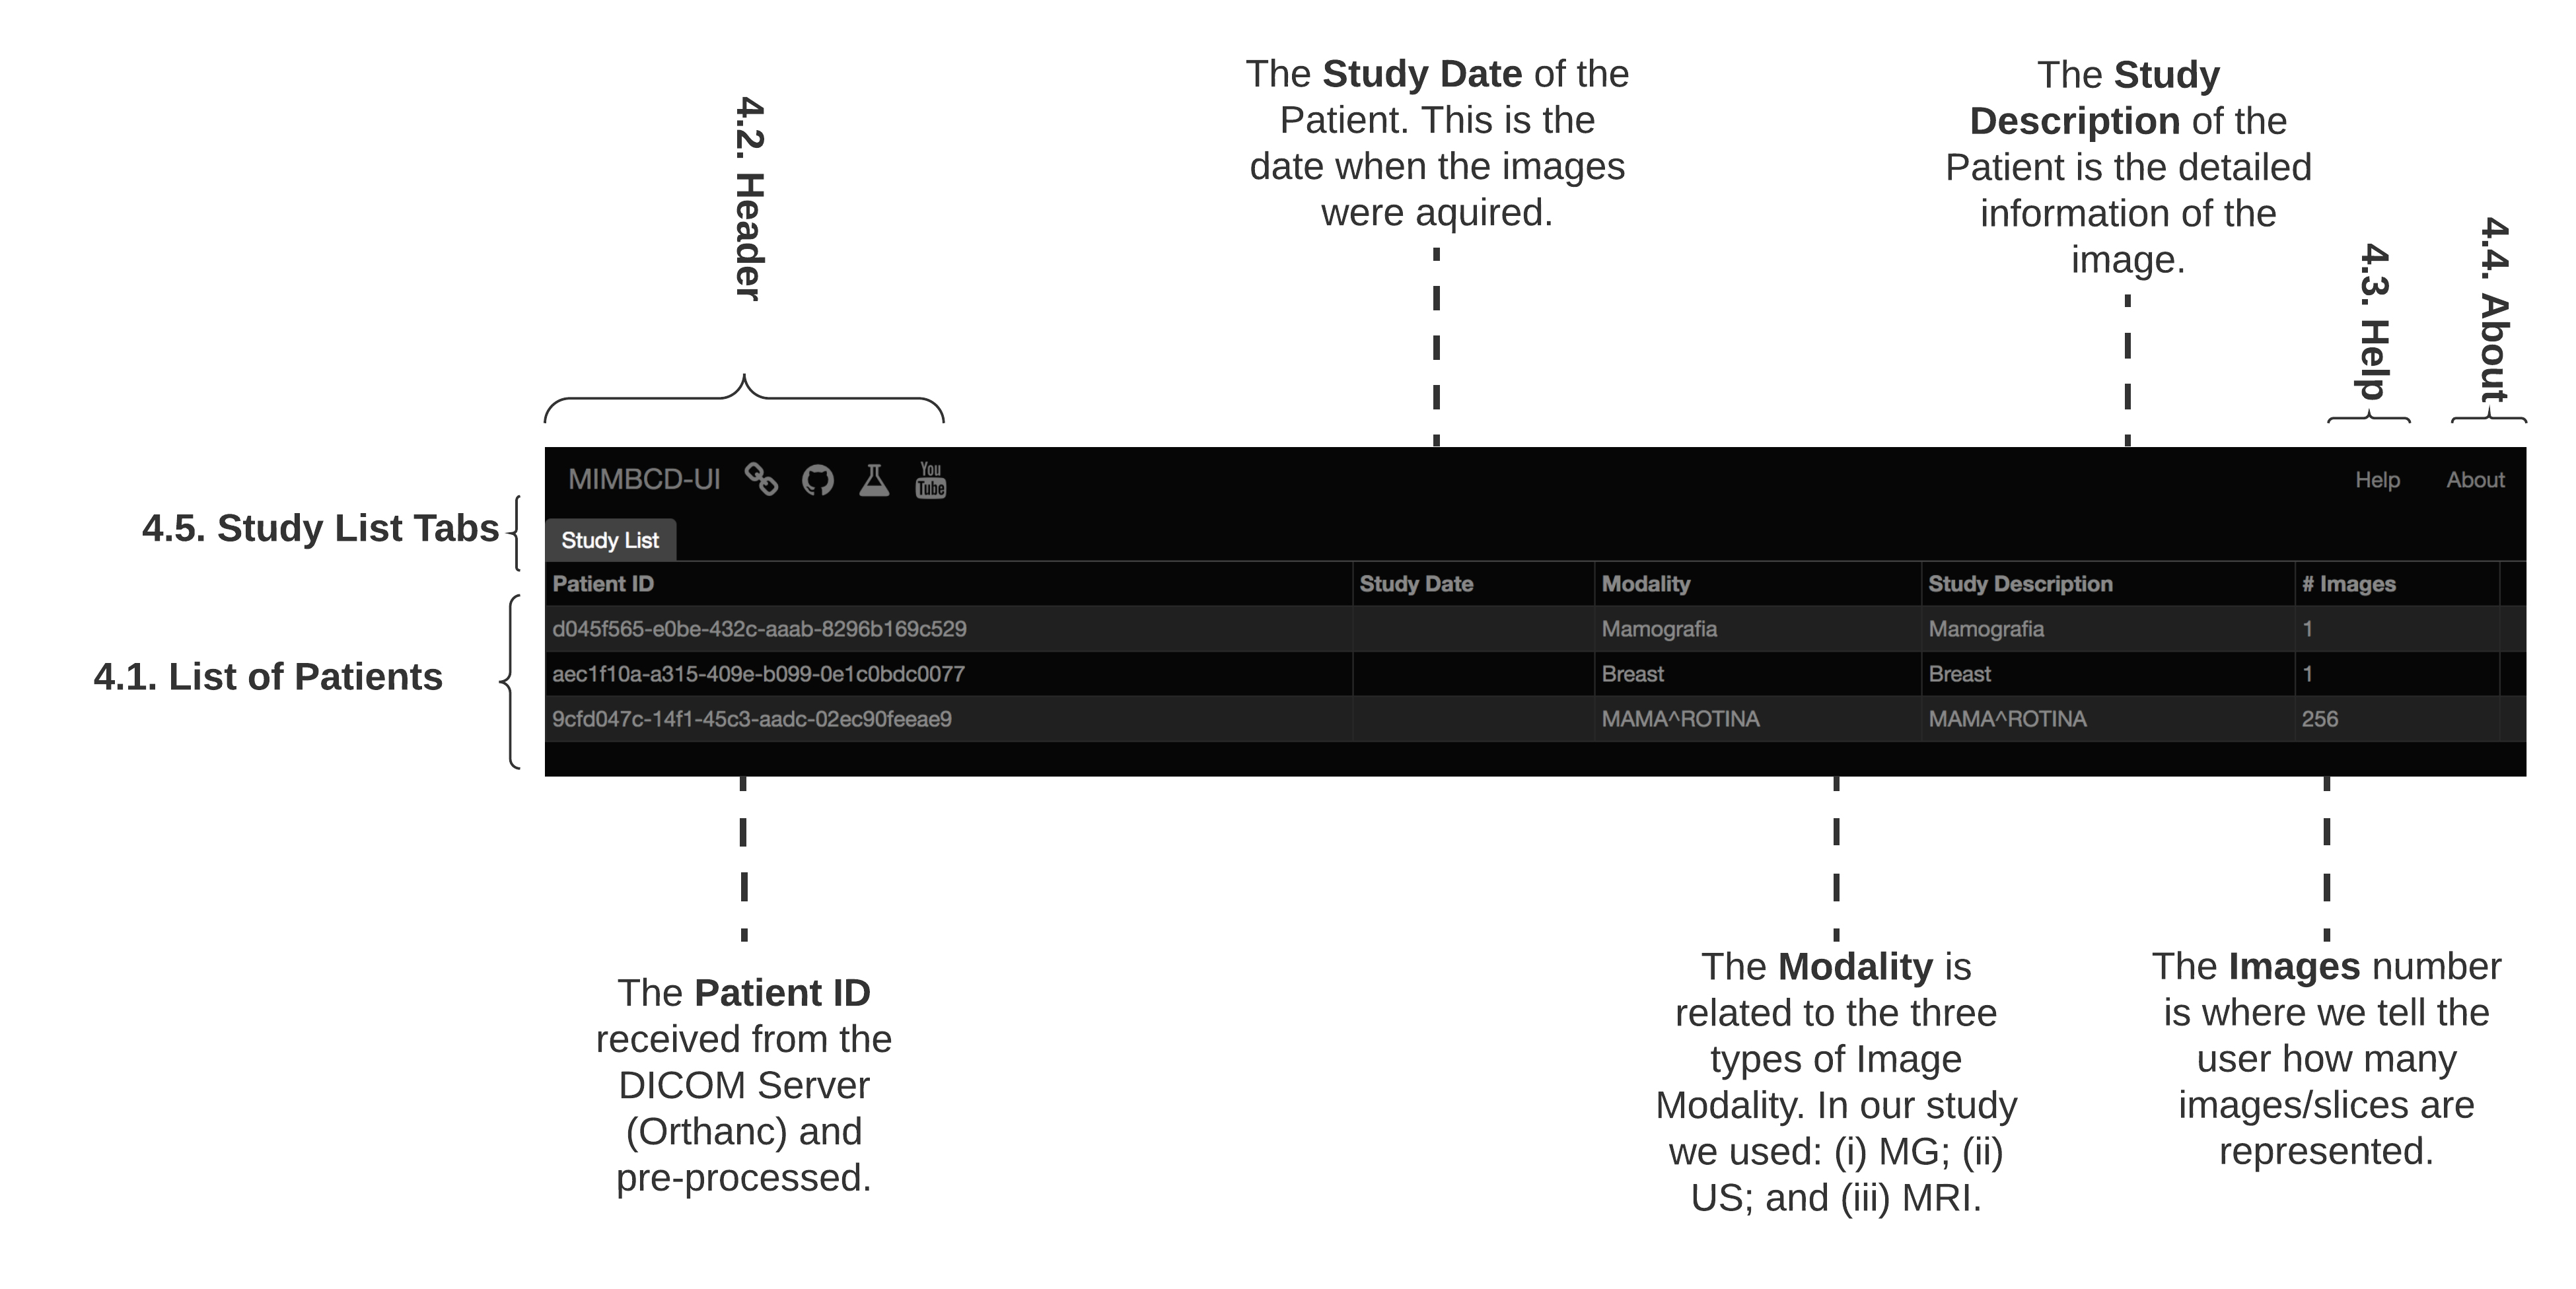 The Study Date of the
Patient. This is the
date when the images
were aquired.
The Study
Description of the
Patient is the detailed
information of the
image.
4.2. Header
4.3. Help
4.4. About
MIMBCD-UI
You
Tube
Help
About
4.5. Study List Tabs
Study List
Patient ID Study Date Modality Study Description # Images
d045f565-e0be-432c-aaab-8296b169c529 Mamografia Mamografia 1
4.1. List of Patients
aec1f10a-a315-409e-b099-0e1c0bdc0077 Breast Breast 1
9cfd047c-14f1-45c3-aadc-02ec90feeae9 MAMA^ROTINA MAMA^ROTINA 256
The Patient ID
received from the
DICOM Server
(Orthanc) and
pre-processed.
The Modality is
related to the three
types of Image
Modality. In our study
we used: (i) MG; (ii)
US; and (iii) MRI.
The Images number
is where we tell the
user how many
images/slices are
represented.